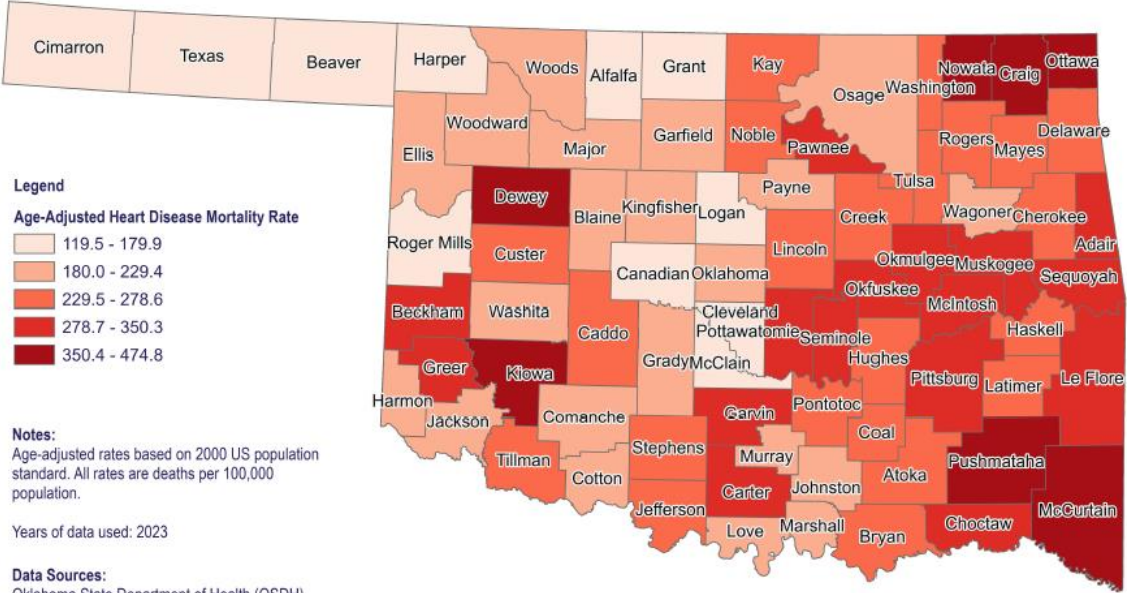 Cimarron
Texas
Beaver
Harper
Woods
Alfalfa
Grant
Kay
Osage
Washington
Nowata
Craig
Ottawa
Ellis
Woodward
Major
Garfield
Noble
Pawnee
Rogers
Mayes
Delaware
Dewey
Blaine
Kingfisher
Logan
Payne
Tulsa
Creek
Wagoner
Cherokee
Adair
Roger Mills
Custer
Canadian
Oklahoma
Lincoln
Okmulgee
Muskogee
Sequoyah
Beckham
Washita
Caddo
Grady
Cleveland
Pottawatomie
McClain
Seminole
Okfuskee
McIntosh
Hughes
Haskell
Pittsburg
Latimer
Le Flore
Greer
Kiowa
Harmon
Jackson
Comanche
Tillman
Cotton
Stephens
Jefferson
Garvin
Murray
Carter
Love
Pontotoc
Johnston
Marshall
Coal
Atoka
Bryan
Pushmataha
Choctaw
McCurtain
Legend
Age-Adjusted Heart Disease Mortality Rate
119.5 - 179.9
180.0 - 229.4
229.5 - 278.6
278.7 - 350.3
350.4 - 474.8
Notes:
Age-adjusted rates based on 2000 US population
standard. All rates are deaths per 100,000
population.
Years of data used: 2023
Data Sources:
Oklahoma State Department of Health (OSDH)